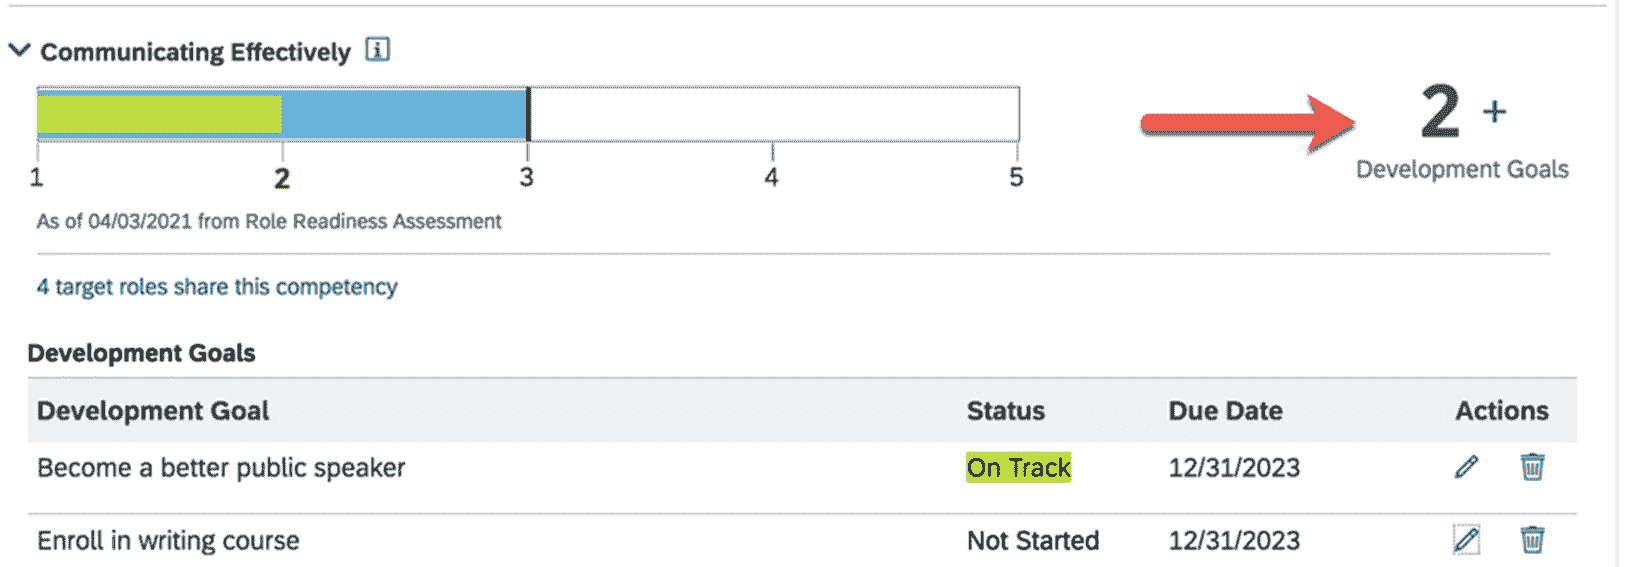 Communicating Effectively
2 +
Development Goals
1 2 3 4 5
As of 04/03/2021 from Role Readiness Assessment
4 target roles share this competency
Development Goals
Development Goal Status Due Date Actions
Become a better public speaker On Track 12/31/2023
Enroll in writing course Not Started 12/31/2023